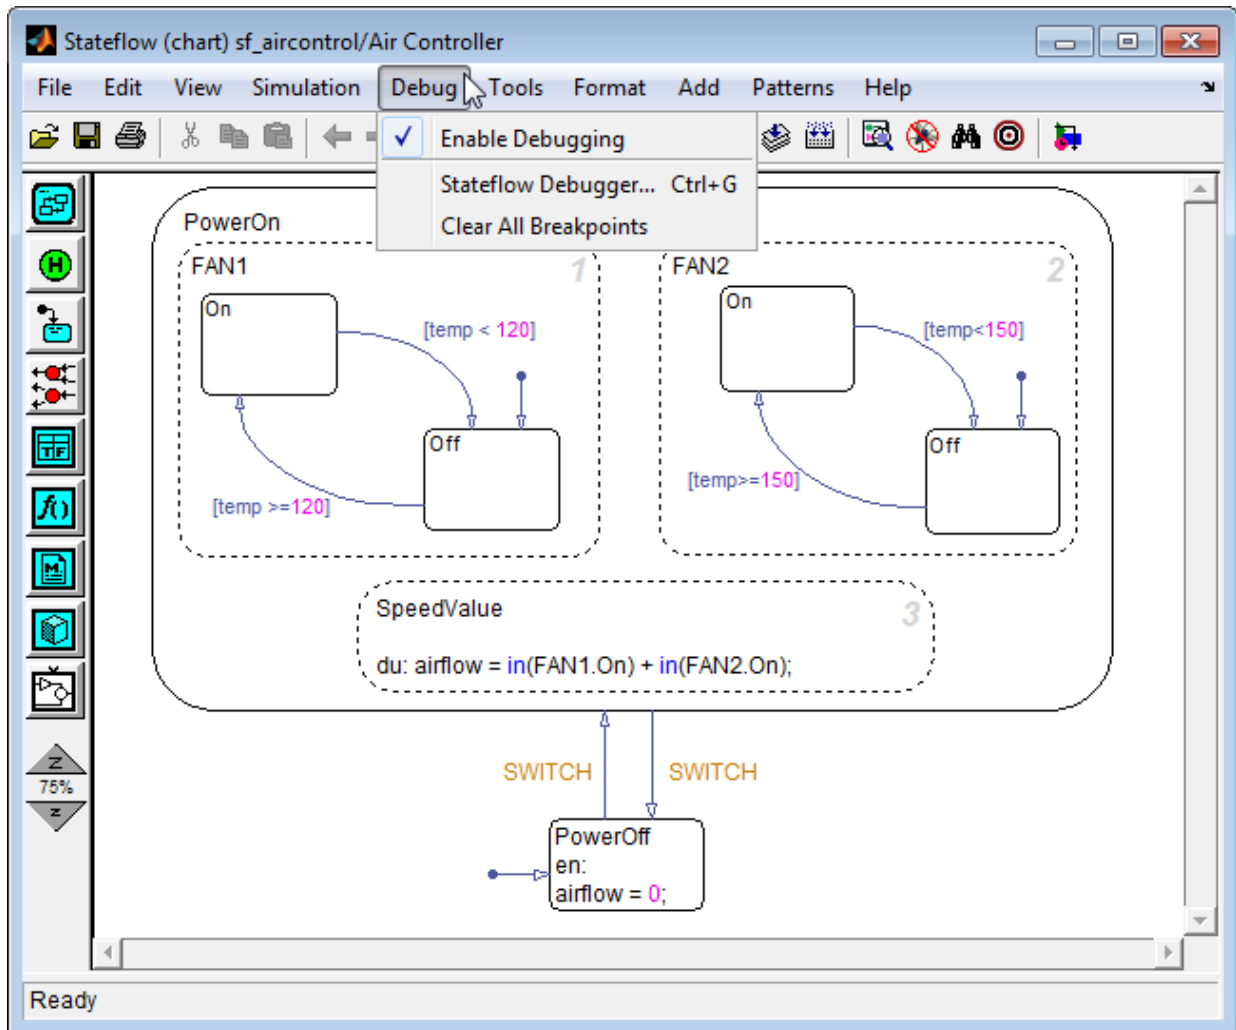 Stateflow (chart) sf_aircontrol/Air Controller
File Edit View Simulation Debug Tools Format Add Patterns Help
Enable Debugging
Stateflow Debugger... Ctrl+G
Clear All Breakpoints
PowerOn
FAN1 1
On
[temp < 120]
Off
[temp >=120]
FAN2 2
On
[temp<150]
Off
[temp>=150]
SpeedValue 3
du: airflow = in(FAN1.On) + in(FAN2.On);
SWITCH SWITCH
PowerOff
en:
airflow = 0;
H
TF
f()
M
Z
75%
z
Ready